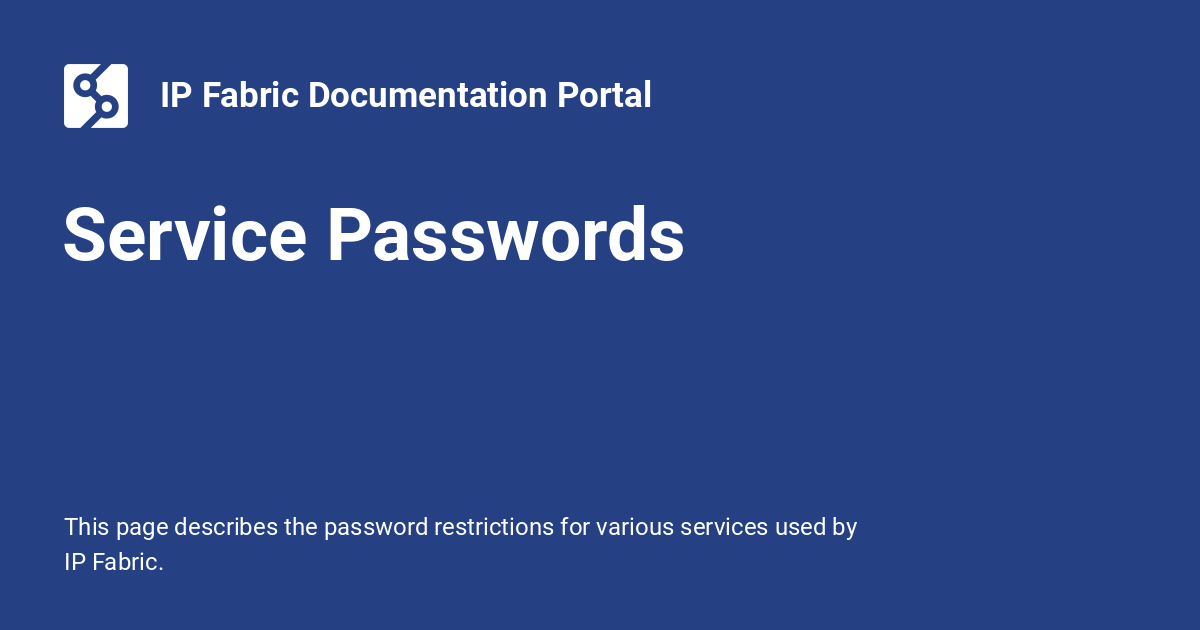 IP Fabric Documentation Portal
Service Passwords
This page describes the password restrictions for various services used by
IP Fabric.